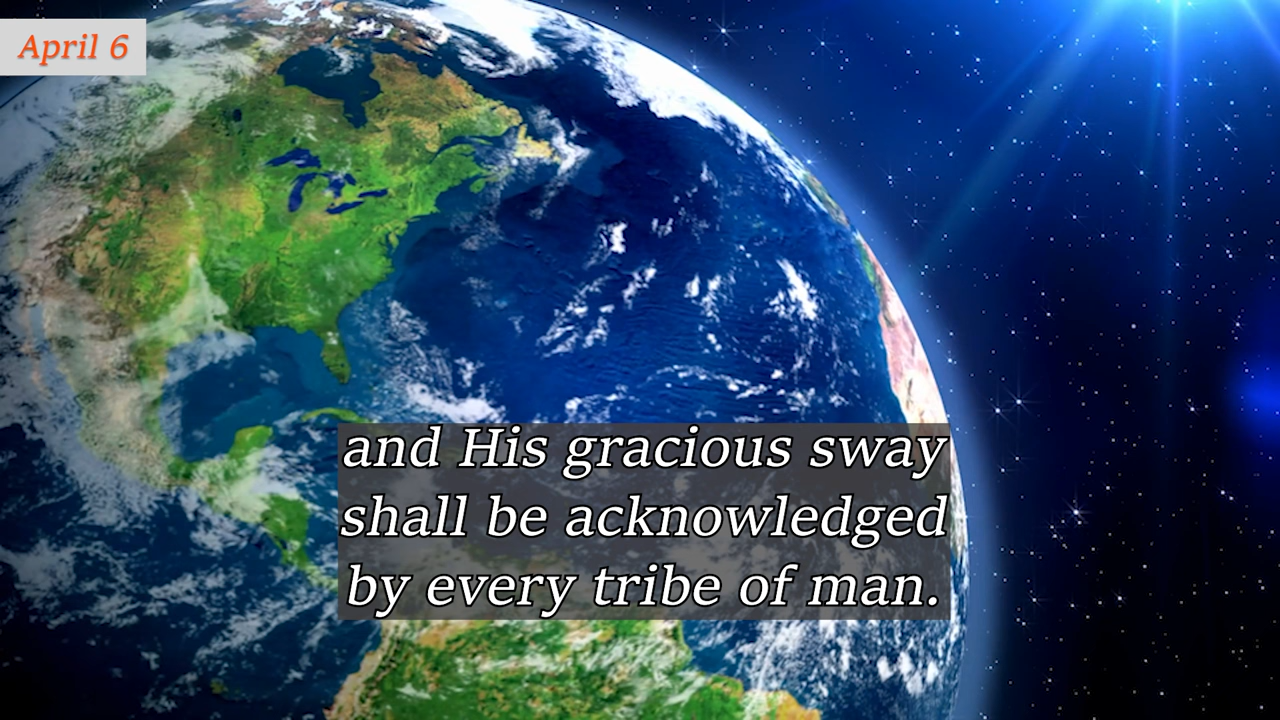 April 6
and His gracious sway
shall be acknowledged
by every tribe of man.